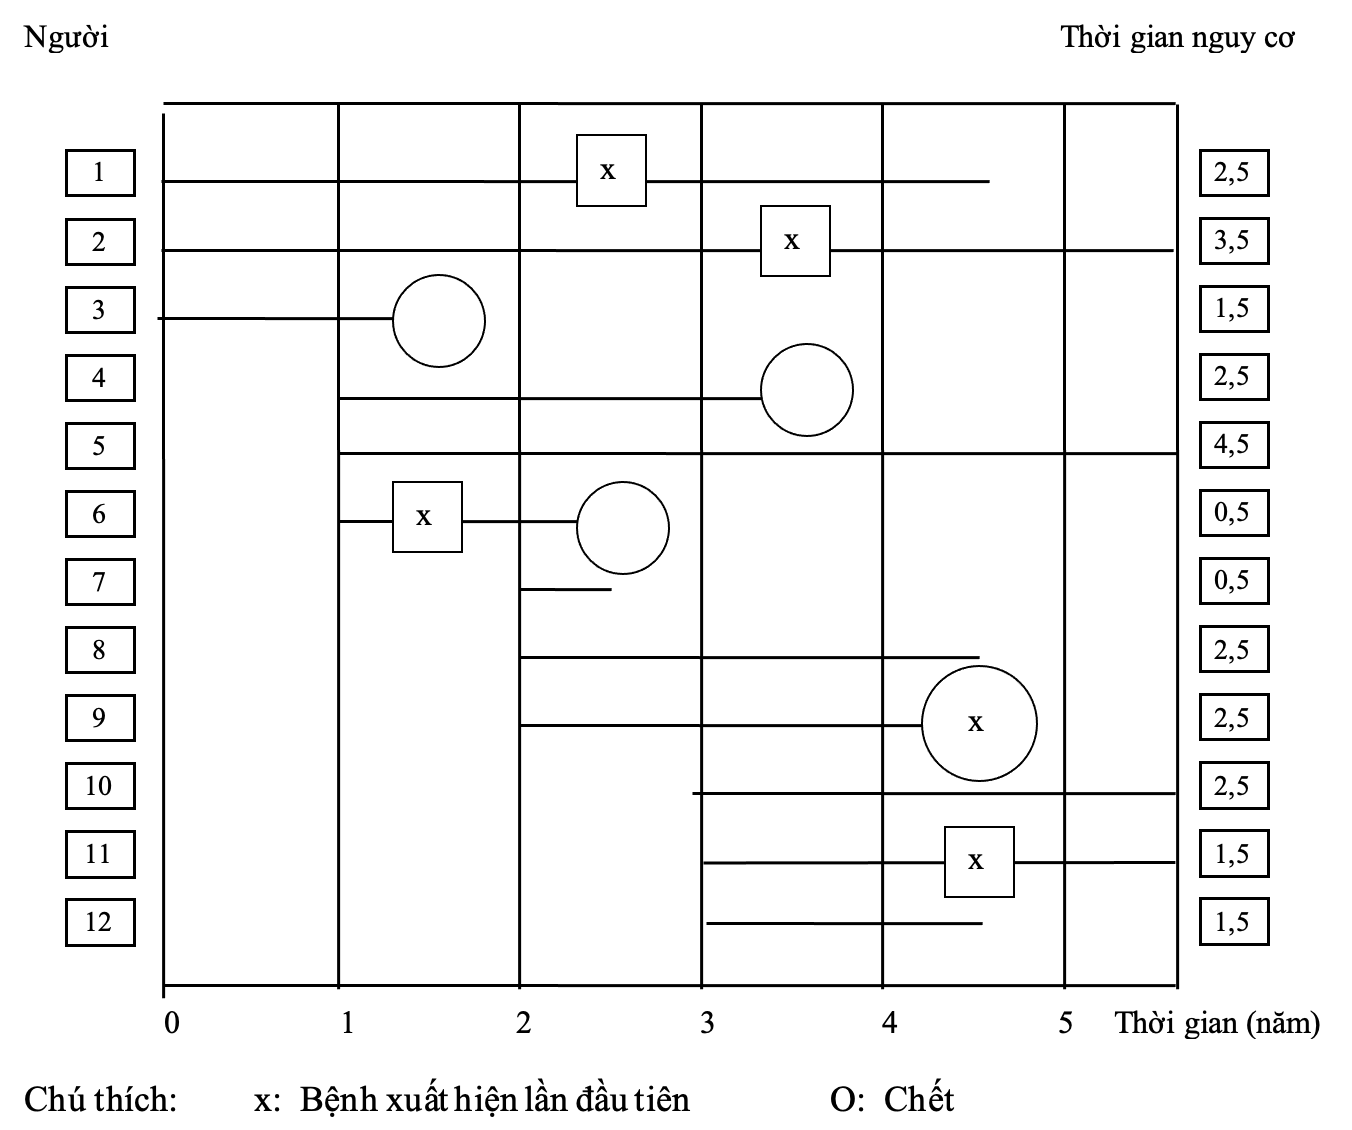 Người Thời gian nguy cơ
1 x 2,5
2 x 3,5
3 1,5
4 2,5
5 4,5
6 x 0,5
7 0,5
8 2,5
9 x 2,5
10 2,5
11 x 1,5
12 1,5
0 1 2 3 4 5 Thời gian (năm)
Chú thích: x: Bệnh xuất hiện lần đầu tiên O: Chết